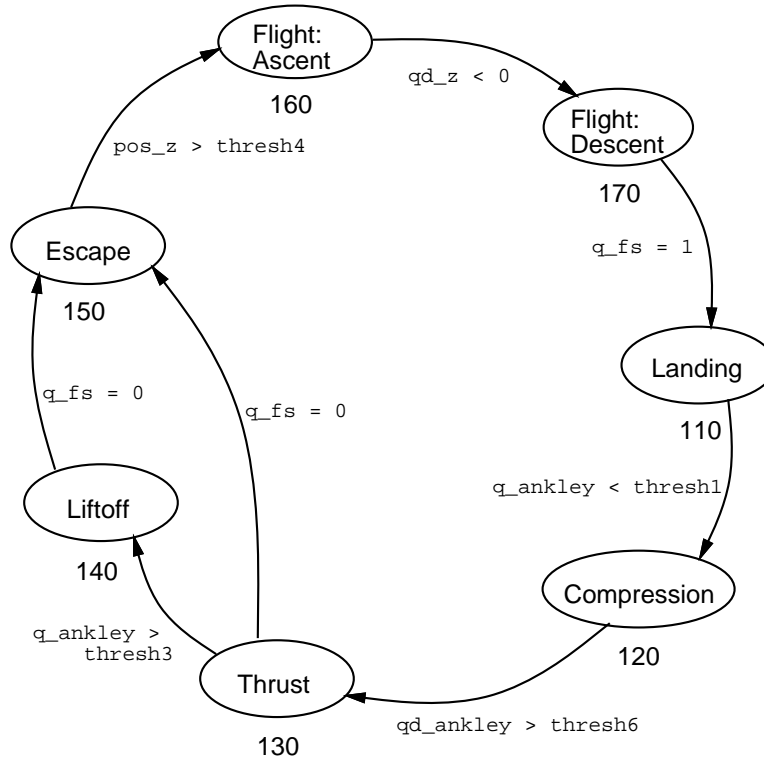 Flight:
Ascent
160
qd_z < 0
Flight:
Descent
170
pos_z > thresh4
Escape
150
q_fs = 1
Landing
110
q_fs = 0
q_fs = 0
q_ankley < thresh1
Liftoff
140
Compression
120
q_ankley >
thresh3
Thrust
130
qd_ankley > thresh6